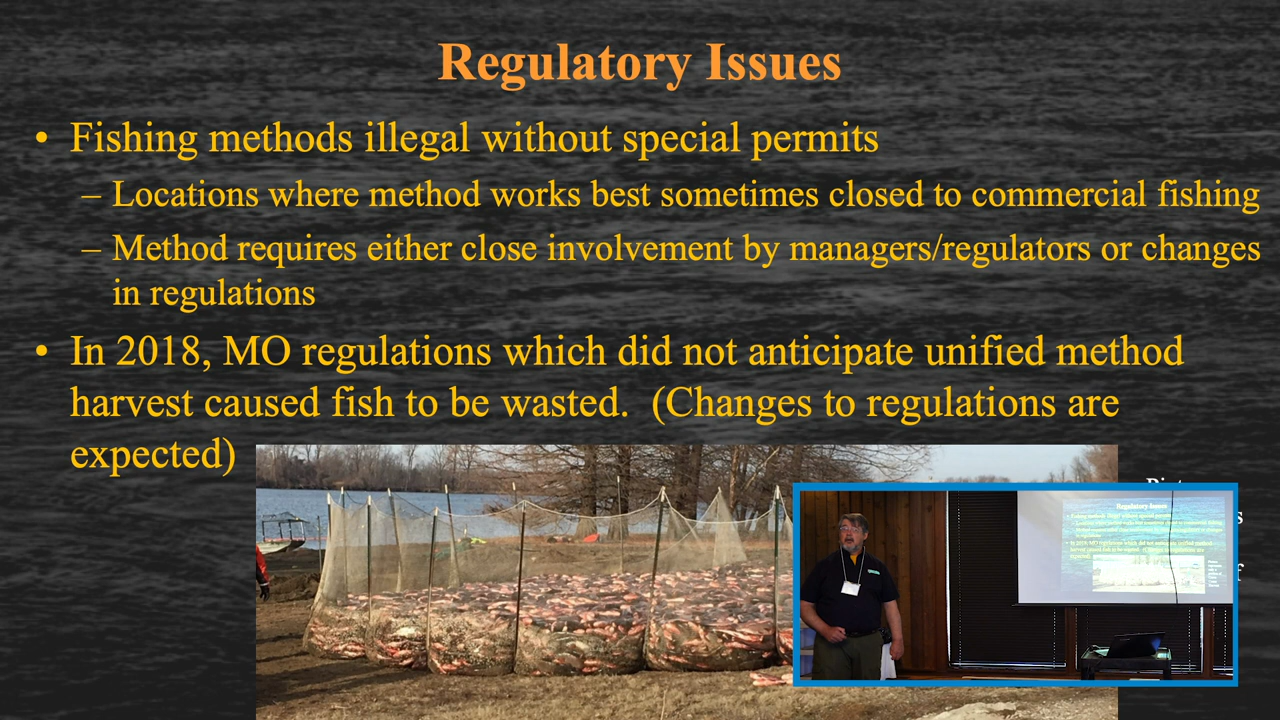 Regulatory Issues
• Fishing methods illegal without special permits
– Locations where method works best sometimes closed to commercial fishing
– Method requires either close involvement by managers/regulators or changes
in regulations
• In 2018, MO regulations which did not anticipate unified method
harvest caused fish to be wasted. (Changes to regulations are
expected)
Regulatory Issues